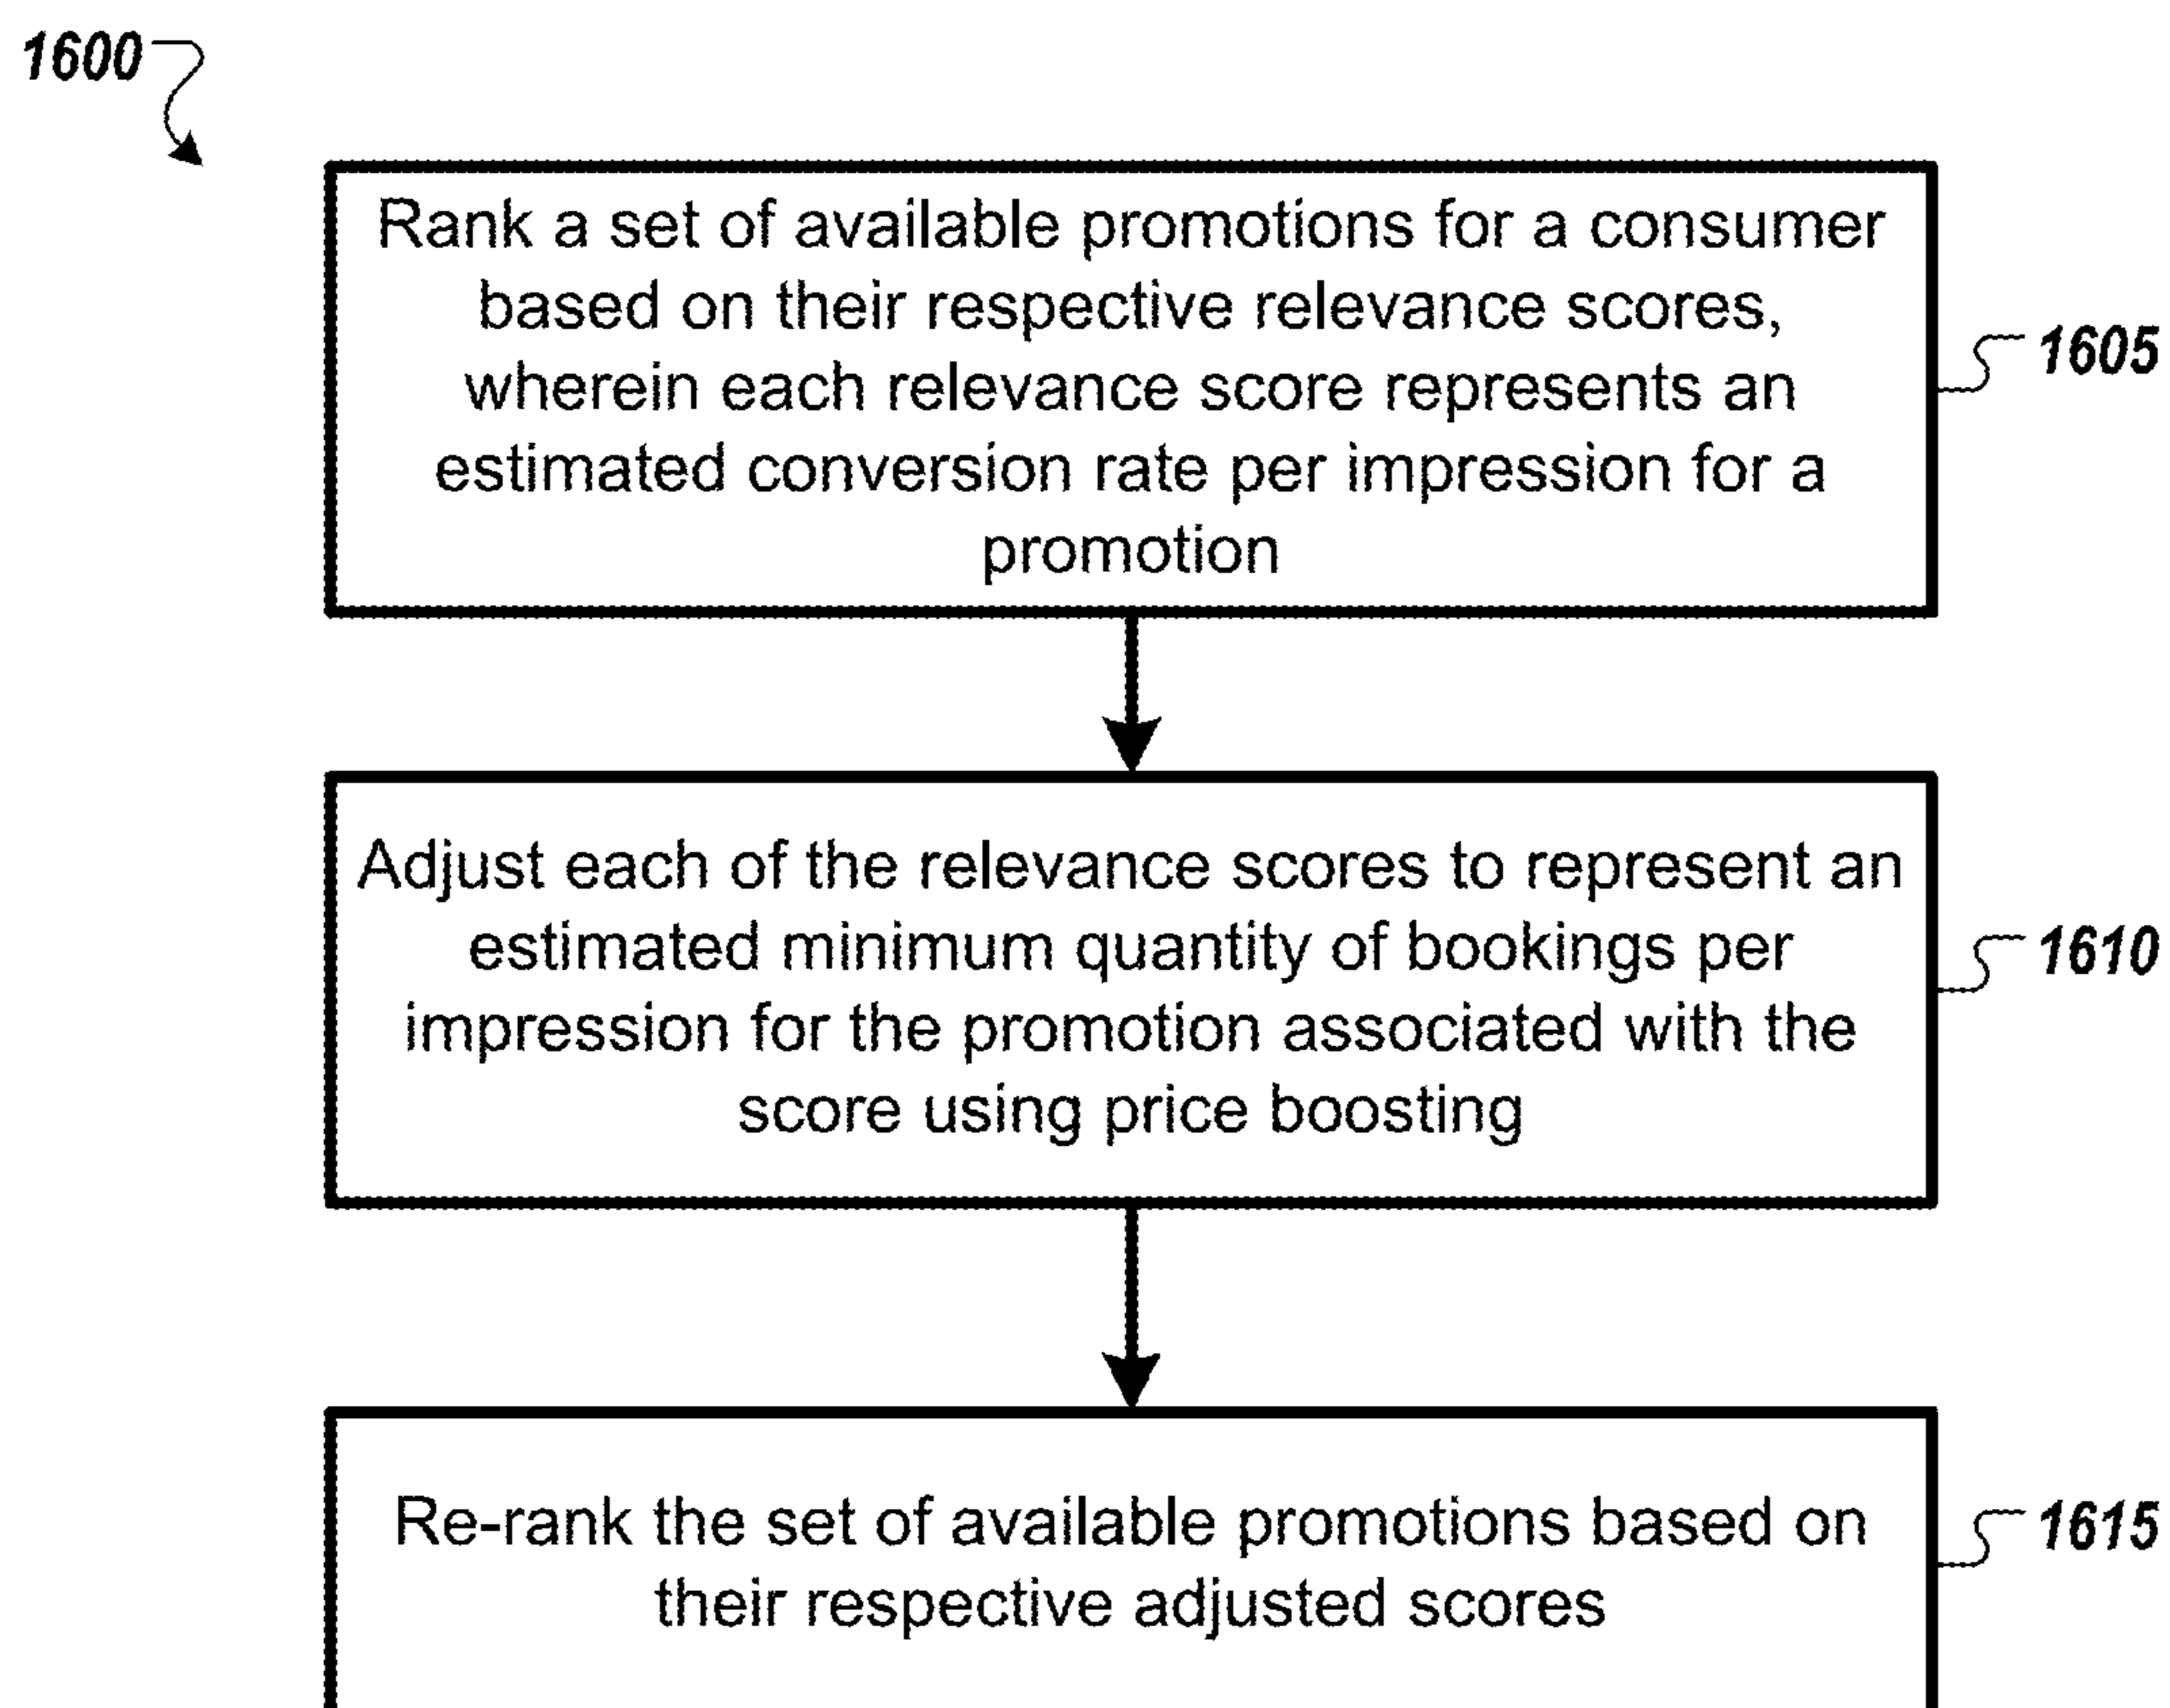 1600
Rank a set of available promotions for a consumer
based on their respective relevance scores,
wherein each relevance score represents an
estimated conversion rate per impression for a
promotion
1605
Adjust each of the relevance scores to represent an
estimated minimum quantity of bookings per
impression for the promotion associated with the
score using price boosting
1610
Re-rank the set of available promotions based on
their respective adjusted scores
1615